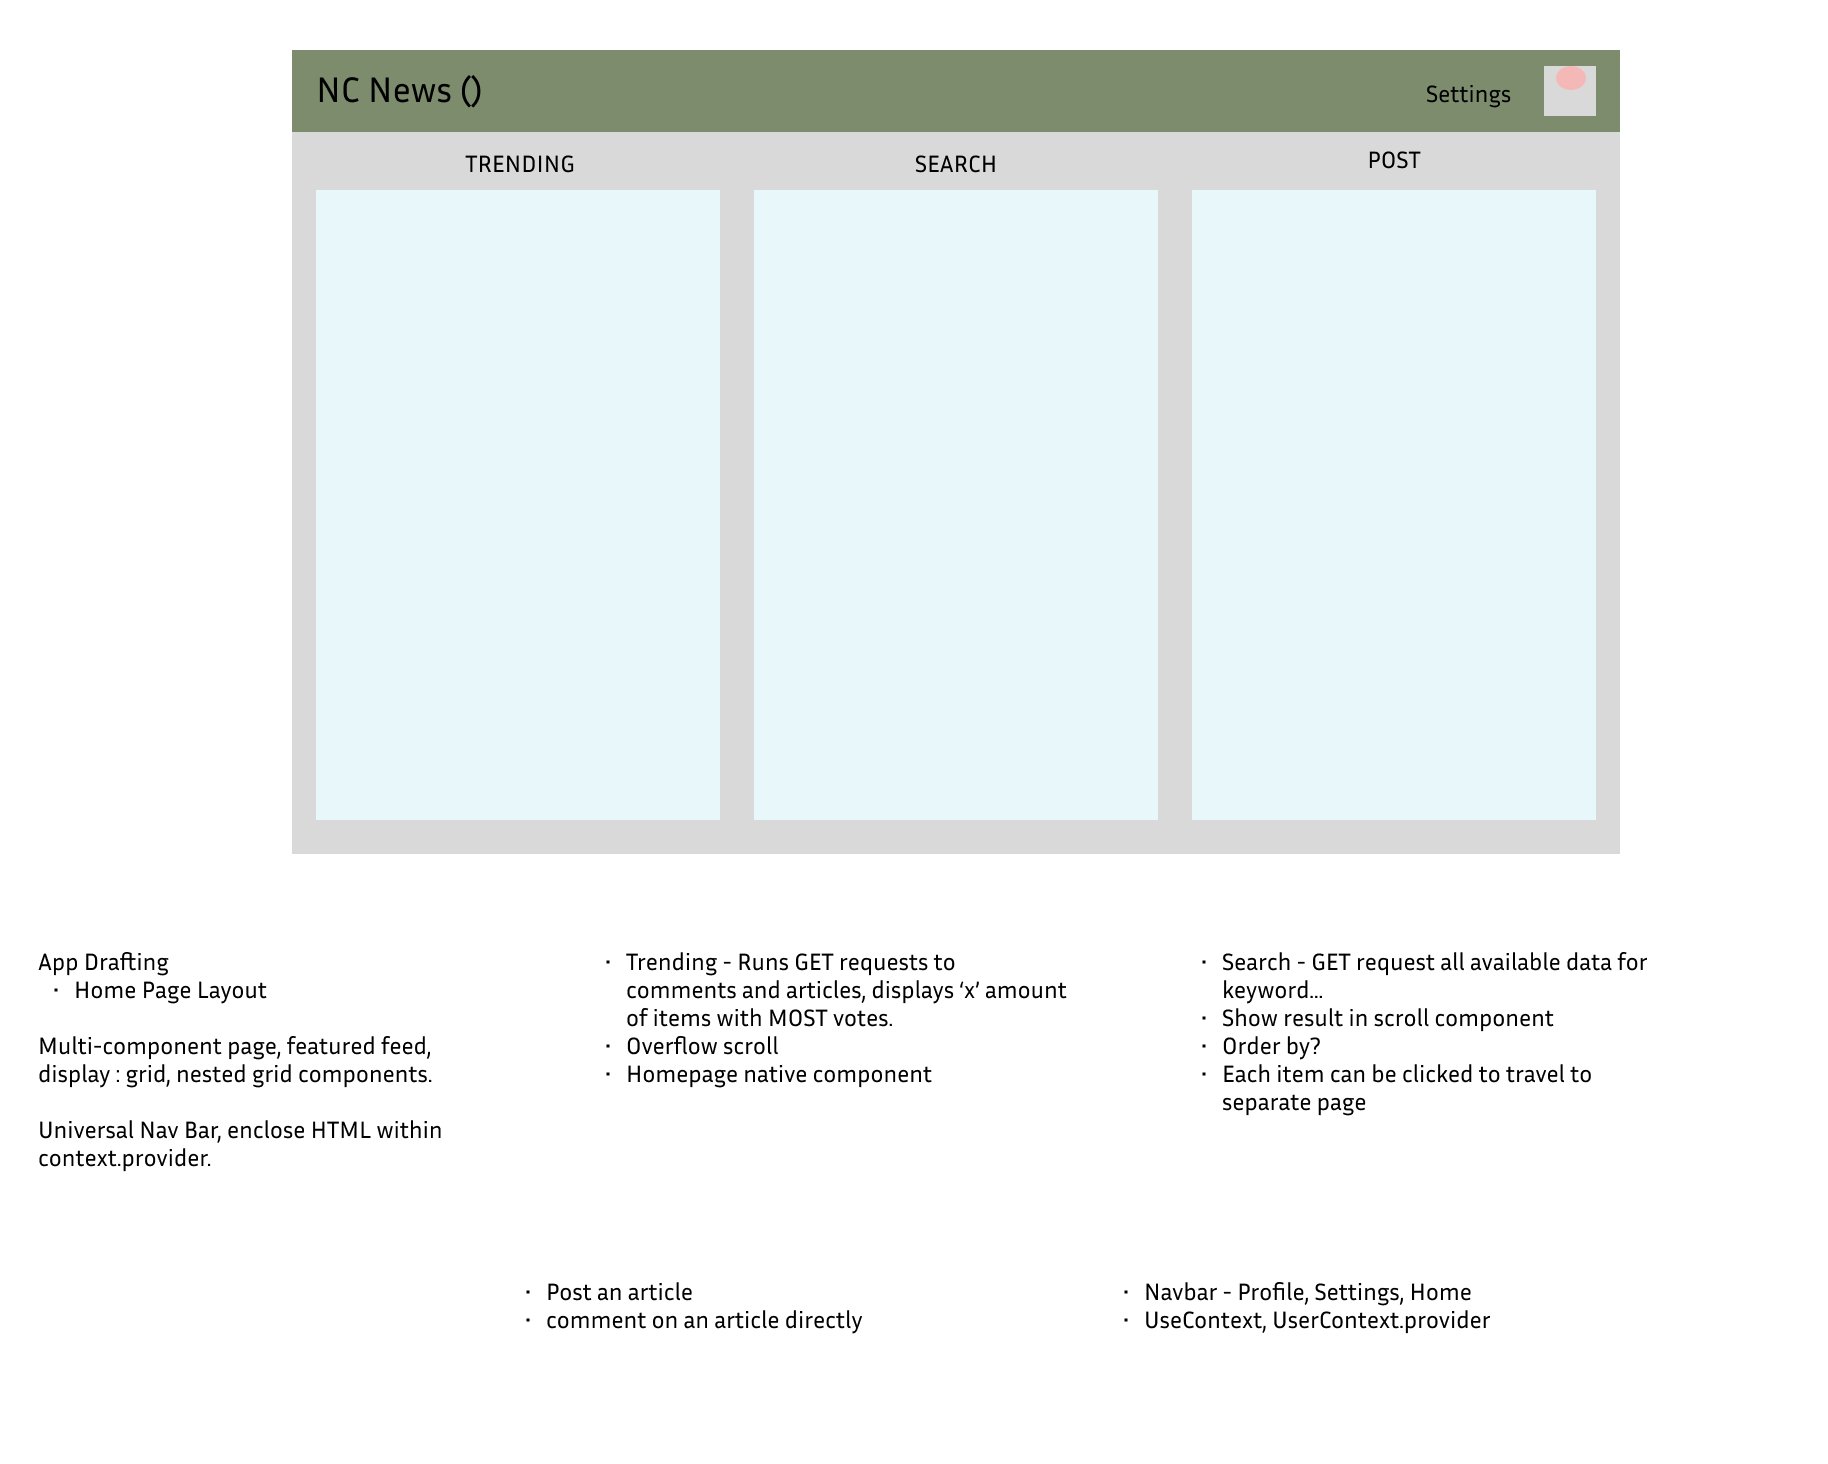 NC News ()
Settings
TRENDING
SEARCH
POST
App Drafting
· Home Page Layout
Multi-component page, featured feed,
display : grid, nested grid components.
Universal Nav Bar, enclose HTML within
context.provider.
· Trending - Runs GET requests to
comments and articles, displays ‘x’ amount
of items with MOST votes.
· Overflow scroll
· Homepage native component
· Search - GET request all available data for
keyword...
· Show result in scroll component
· Order by?
· Each item can be clicked to travel to
separate page
· Post an article
· comment on an article directly
· Navbar - Profile, Settings, Home
· UseContext, UserContext.provider